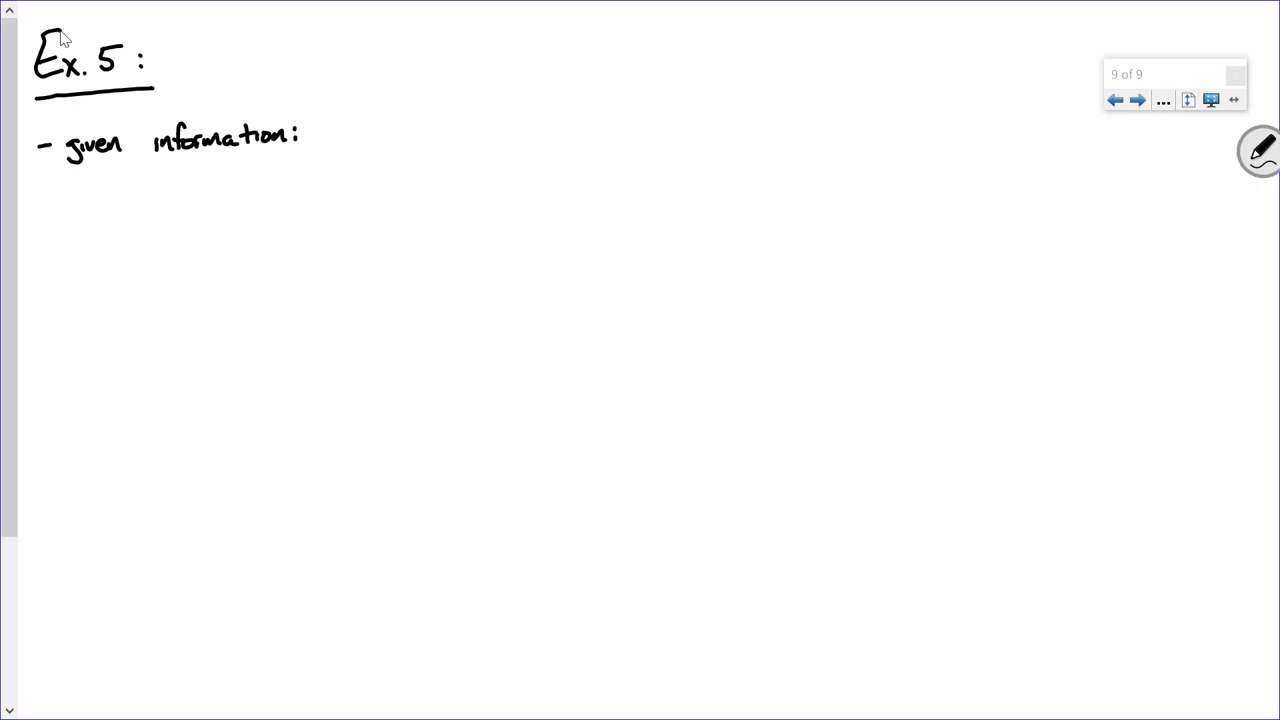 Ex. 5 :
9 of 9
- given information: